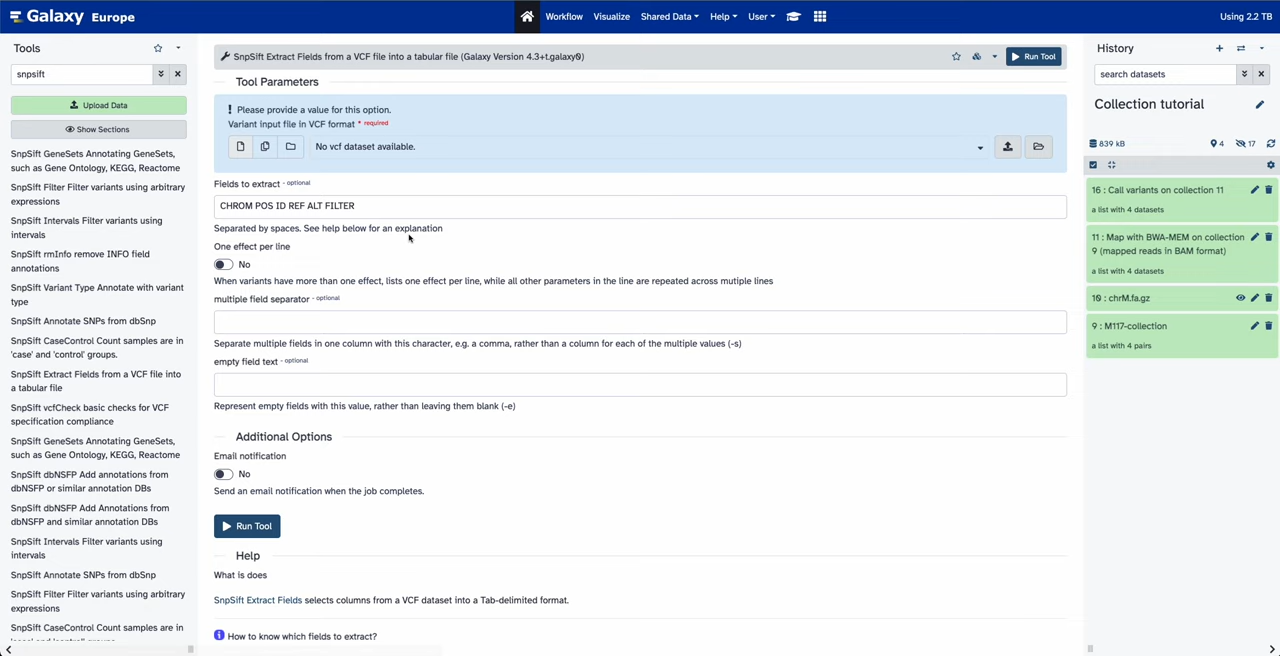 Galaxy Europe
Workflow Visualize Shared Data Help User
Using 2.2 TB
Tools
snpsift
Upload Data
Show Sections
SnpSift GeneSets Annotating GeneSets,
such as Gene Ontology, KEGG, Reactome
SnpSift Filter Filter variants using arbitrary
expressions
SnpSift Intervals Filter variants using
intervals
SnpSift rmInfo remove INFO field
annotations
SnpSift Variant Type Annotate with variant
type
SnpSift Annotate SNPs from dbSnp
SnpSift CaseControl Count samples are in
'case' and 'control' groups.
SnpSift Extract Fields from a VCF file into
a tabular file
SnpSift vcfCheck basic checks for VCF
specification compliance
SnpSift GeneSets Annotating GeneSets,
such as Gene Ontology, KEGG, Reactome
SnpSift dbNSFP Add annotations from
dbNSFP or similar annotation DBs
SnpSift dbNSFP Add Annotations from
dbNSFP and similar annotation DBs
SnpSift Intervals Filter variants using
intervals
SnpSift Annotate SNPs from dbSnp
SnpSift Filter Filter variants using arbitrary
expressions
SnpSift CaseControl Count samples are in
SnpSift Extract Fields from a VCF file into a tabular file (Galaxy Version 4.3+t.galaxy0)
Run Tool
Tool Parameters
Please provide a value for this option.
Variant input file in VCF format * required
No vcf dataset available.
Fields to extract - optional
CHROM POS ID REF ALT FILTER
Separated by spaces. See help below for an explanation
One effect per line
No
When variants have more than one effect, lists one effect per line, while all other parameters in the line are repeated across mutiple lines
multiple field separator - optional
Separate multiple fields in one column with this character, e.g. a comma, rather than a column for each of the multiple values (-s)
empty field text - optional
Represent empty fields with this value, rather than leaving them blank (-e)
Additional Options
Email notification
No
Send an email notification when the job completes.
Run Tool
Help
What is does
SnpSift Extract Fields selects columns from a VCF dataset into a Tab-delimited format.
How to know which fields to extract?
History
search datasets
Collection tutorial
839 kB
4 17
16 : Call variants on collection 11
a list with 4 datasets
11 : Map with BWA-MEM on collection
9 (mapped reads in BAM format)
a list with 4 datasets
10 : chrM.fa.gz
9 : M117-collection
a list with 4 pairs